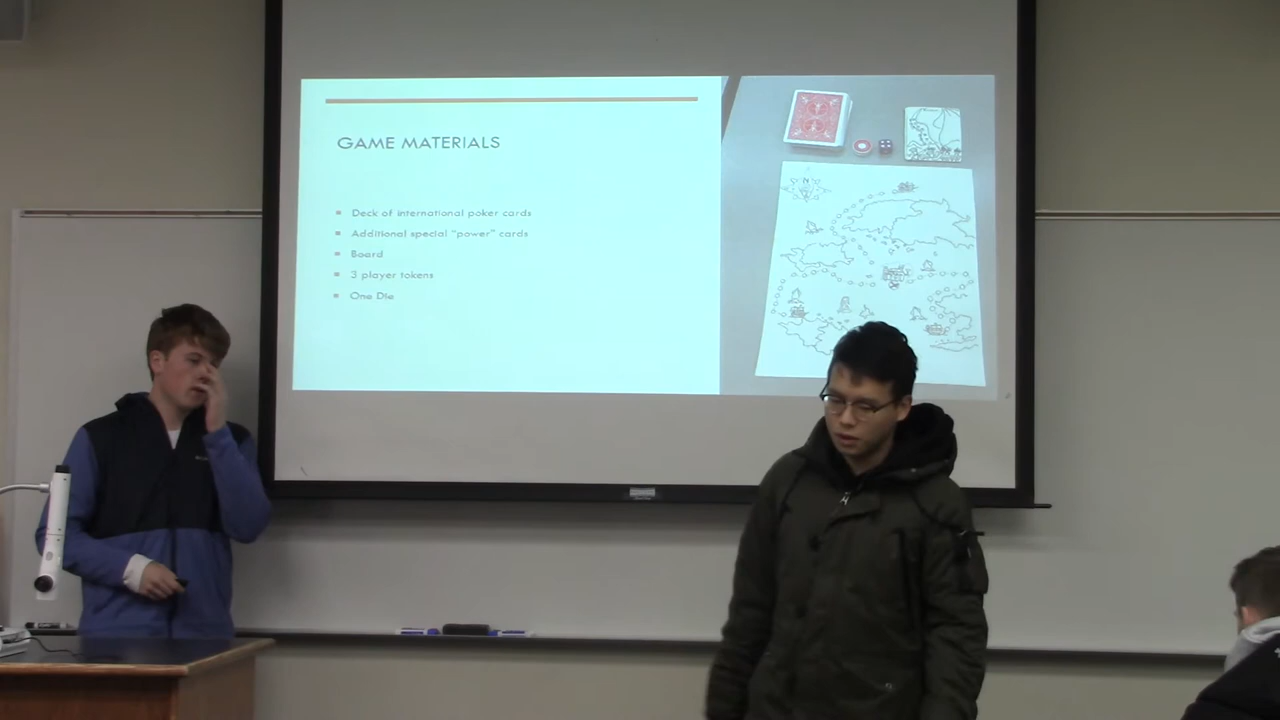 GAME MATERIALS
Deck of international poker cards
Additional special "power" cards
Board
3 player tokens
One Die
N